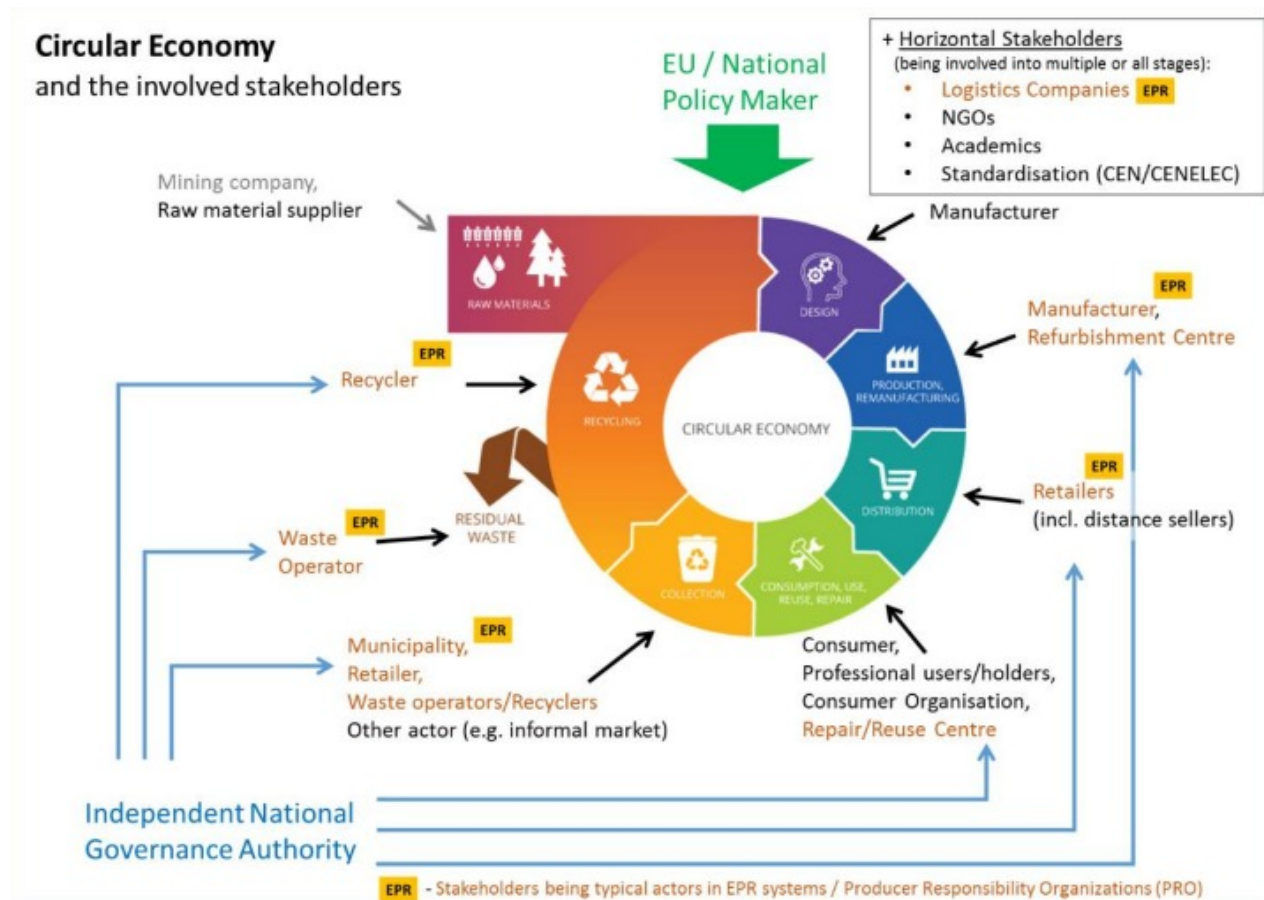 Circular Economy
and the involved stakeholders
EU / National
Policy Maker
+ Horizontal Stakeholders
(being involved into multiple or all stages):
• Logistics Companies EPR
• NGOs
• Academics
• Standardisation (CEN/CENELEC)
Mining company,
Raw material supplier
Manufacturer
RAW MATERIALS
DESIGN
EPR
Manufacturer,
Refurbishment Centre
EPR
Recycler
RECYCLING
CIRCULAR ECONOMY
PRODUCTION,
REMANUFACTURING
EPR
Retailers
(incl. distance sellers)
DISTRIBUTION
EPR
Waste
Operator
RESIDUAL
WASTE
COLLECTION
CONSUMPTION, USE,
REUSE, REPAIR
EPR
Municipality,
Retailer,
Waste operators/Recyclers
Other actor (e.g. informal market)
Consumer,
Professional users/holders,
Consumer Organisation,
Repair/Reuse Centre
Independent National
Governance Authority
EPR - Stakeholders being typical actors in EPR systems / Producer Responsibility Organizations (PRO)